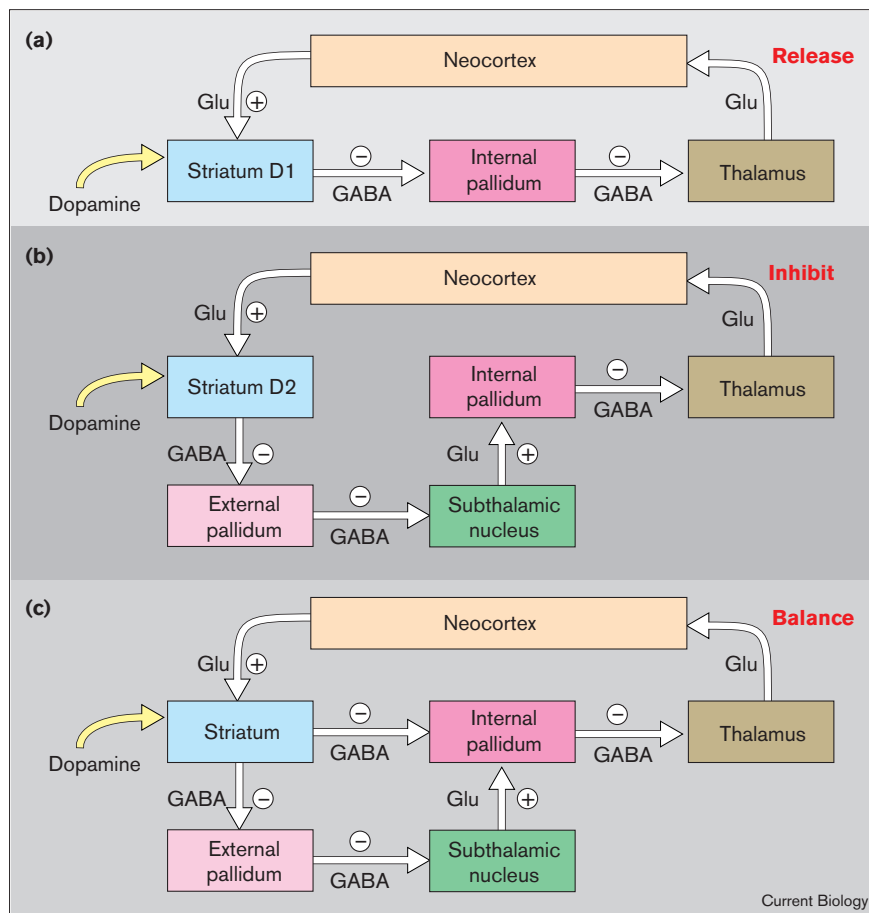 (a)
Neocortex
Release
Glu
+
Glu
Striatum D1
−
GABA
Internal
pallidum
−
GABA
Thalamus
Dopamine
(b)
Neocortex
Inhibit
Glu
+
Glu
Striatum D2
Internal
pallidum
−
GABA
Thalamus
Dopamine
GABA
−
Glu
+
External
pallidum
−
GABA
Subthalamic
nucleus
(c)
Neocortex
Balance
Glu
+
Glu
Striatum
−
GABA
Internal
pallidum
−
GABA
Thalamus
Dopamine
GABA
−
Glu
+
External
pallidum
−
GABA
Subthalamic
nucleus
Current Biology